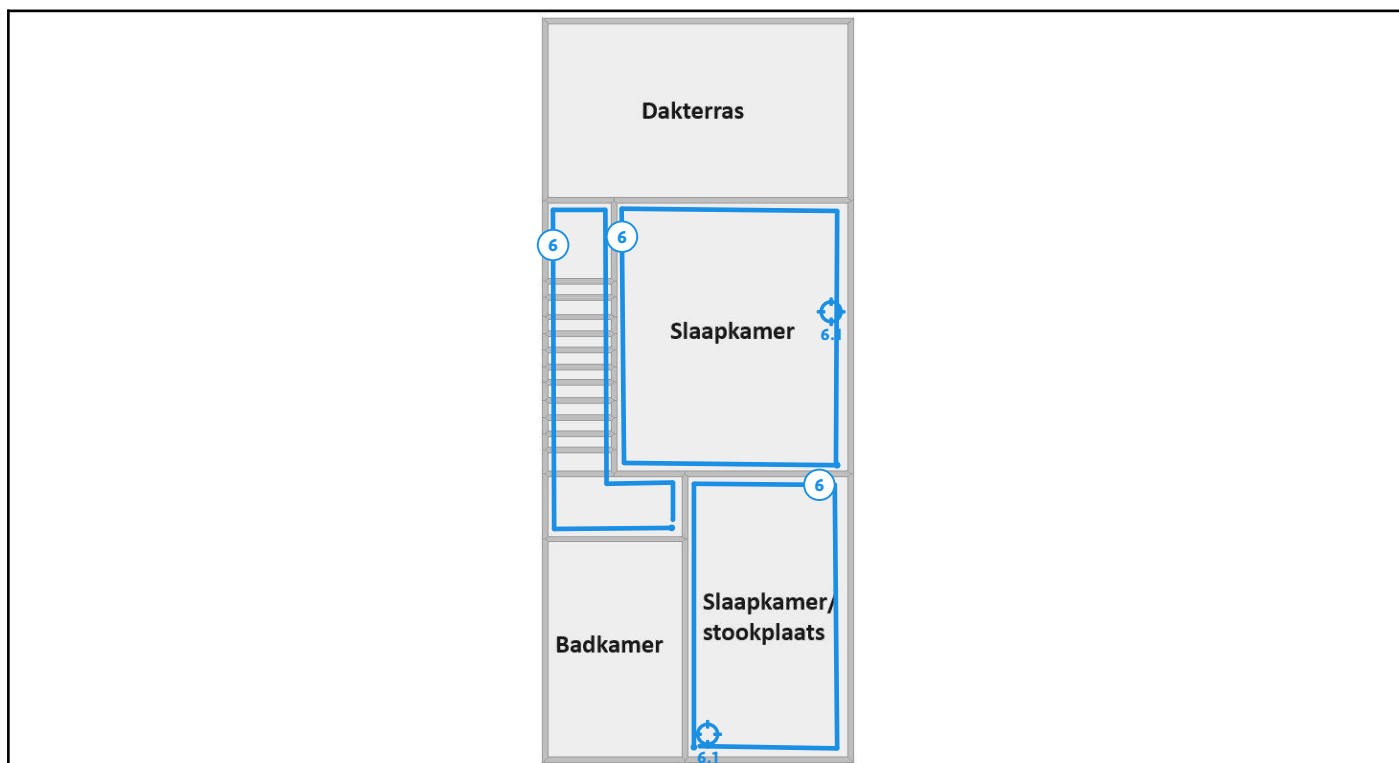 Dakterras
6
6
Slaapkamer
6.1
6
Slaapkamer/
stookplaats
Badkamer
6.1